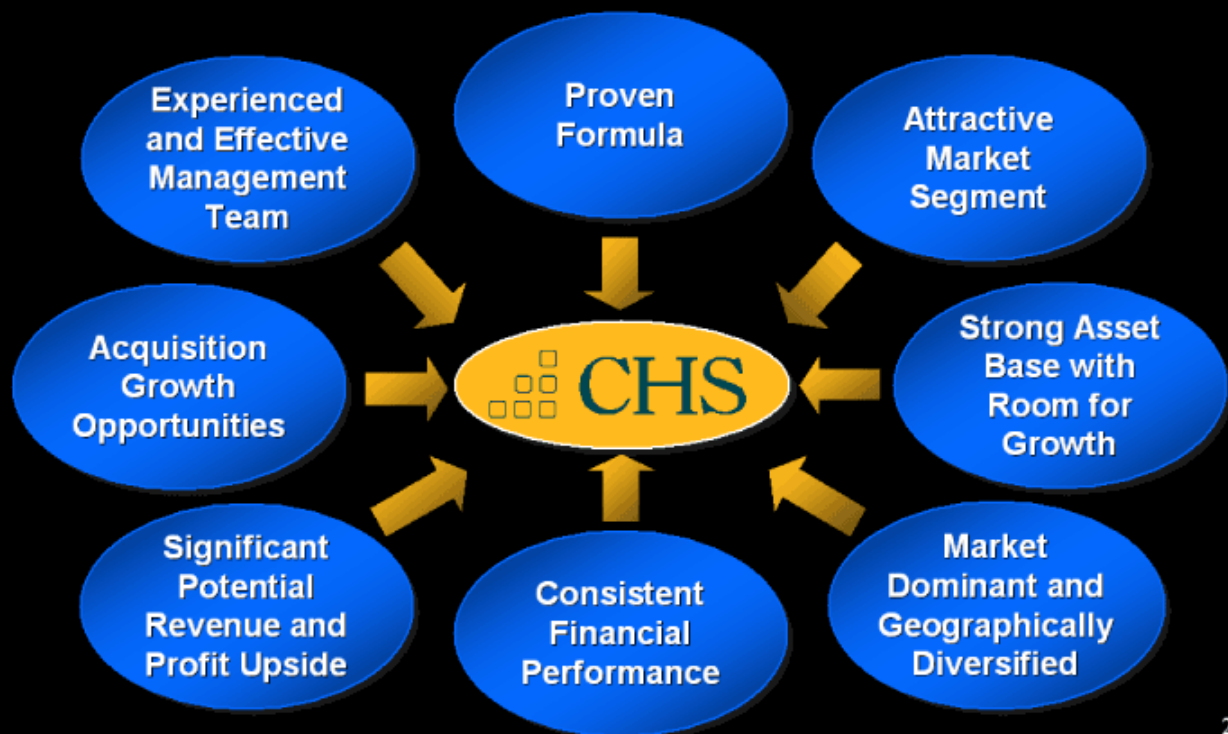 Experienced
and Effective
Management
Team
Proven
Formula
Attractive
Market
Segment
Acquisition
Growth
Opportunities
CHS
Strong Asset
Base with
Room for
Growth
Significant
Potential
Revenue and
Profit Upside
Consistent
Financial
Performance
Market
Dominant and
Geographically
Diversified